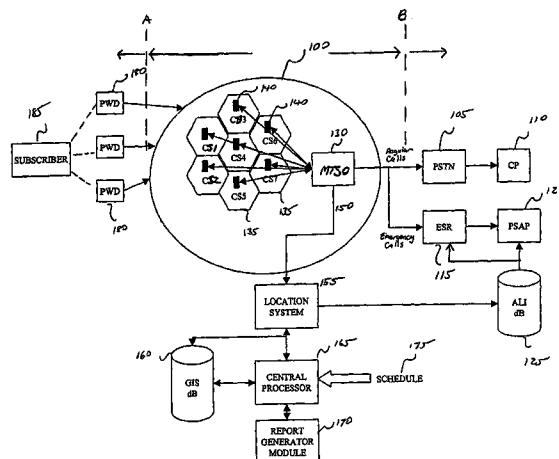 A
B
100
180
140
140
185
PWD
CS3
CS6
105
110
130
SUBSCRIBER
PWD
CS1
CS4
MTSO
Regular Calls
PSTN
CP
CS2
CS7
150
PWD
CS5
135
135
Emergency Calls
ESR
PSAP
180
115
155
LOCATION SYSTEM
ALI dB
160
165
175
125
GIS dB
CENTRAL PROCESSOR
SCHEDULE
REPORT GENERATOR MODULE
170